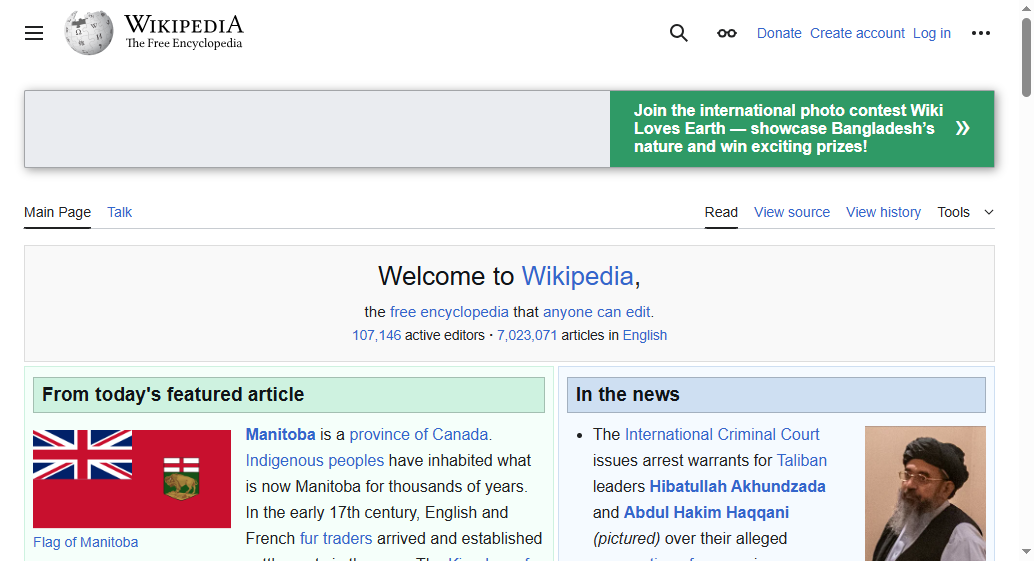 WIKIPEDIA
The Free Encyclopedia
Donate Create account Log in
Join the international photo contest Wiki
Loves Earth — showcase Bangladesh's
nature and win exciting prizes!
Main Page Talk
Read View source View history Tools
Welcome to Wikipedia,
the free encyclopedia that anyone can edit.
107,146 active editors · 7,023,071 articles in English
From today's featured article
Manitoba is a province of Canada.
Indigenous peoples have inhabited what
is now Manitoba for thousands of years.
In the early 17th century, English and
French fur traders arrived and established
Flag of Manitoba
In the news
• The International Criminal Court
issues arrest warrants for Taliban
leaders Hibatullah Akhundzada
and Abdul Hakim Haqqani
(pictured) over their alleged